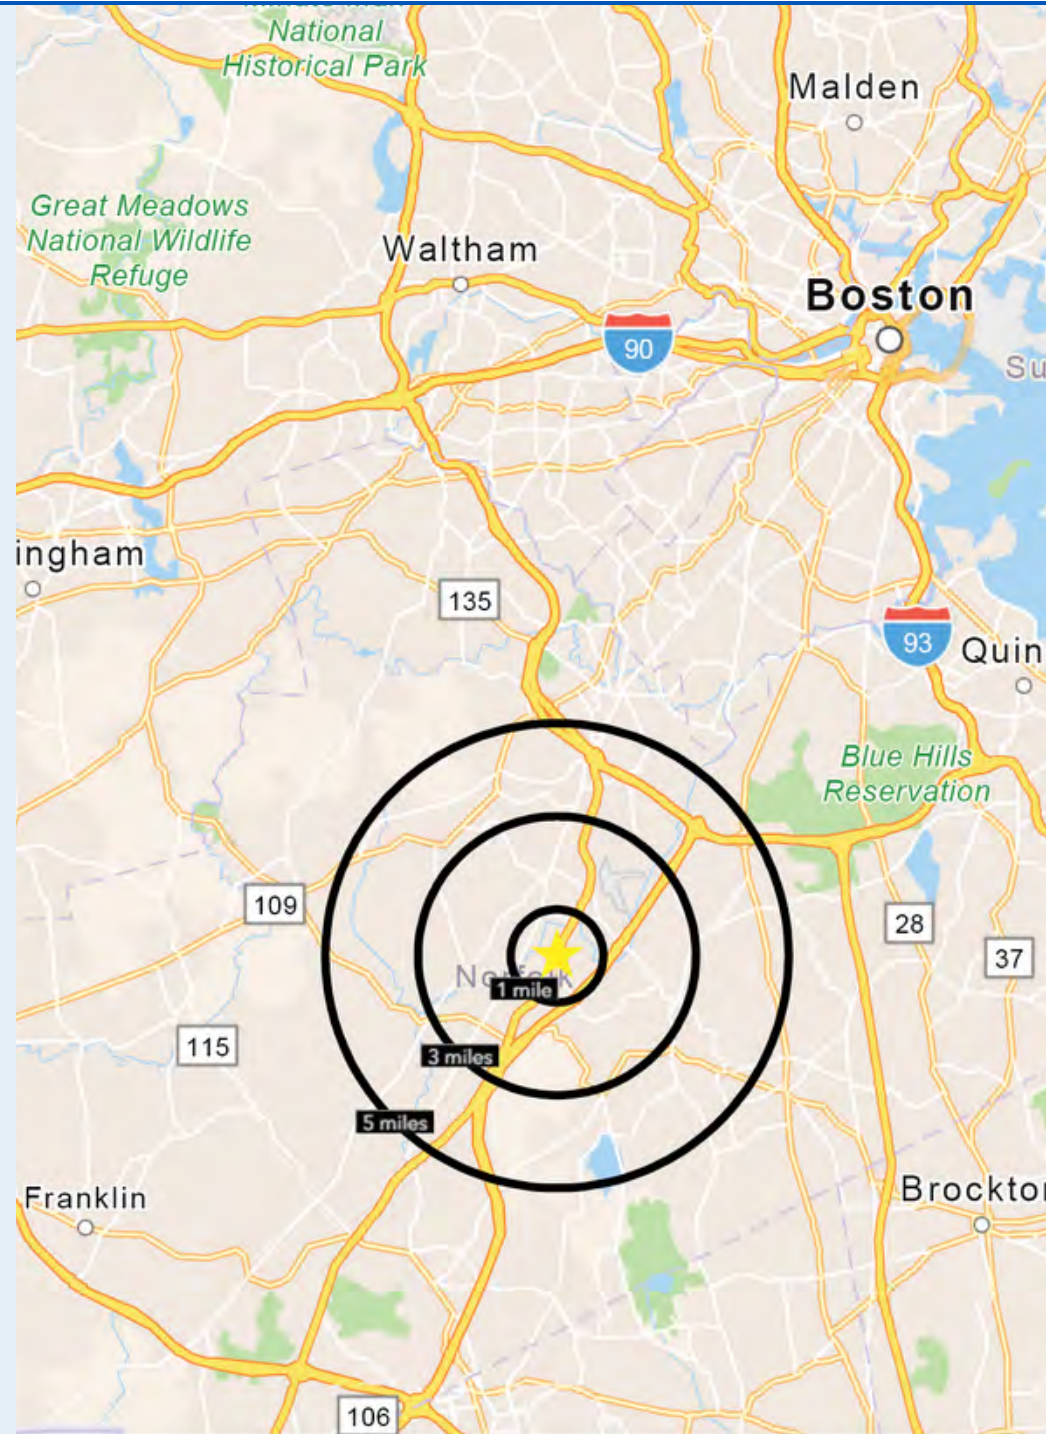 National
Historical Park
Malden
Great Meadows
National Wildlife
Refuge
Waltham
Boston
90
Su
ingham
135
93
Quin
Blue Hills
Reservation
109
28
37
Norfolk
1 mile
115
3 miles
5 miles
Franklin
Brockton
106